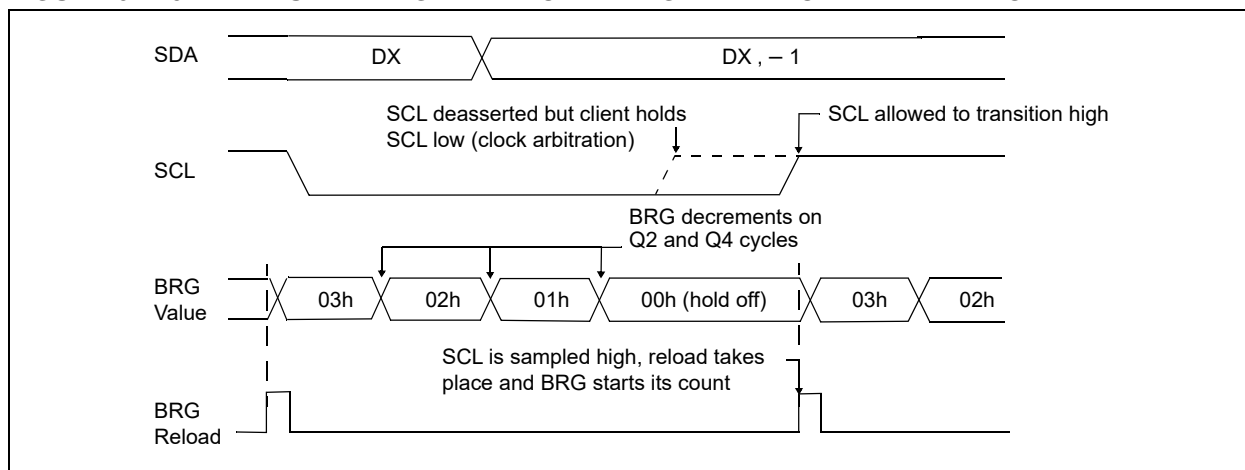 SDA
DX
DX , – 1
SCL deasserted but client holds
SCL low (clock arbitration)
SCL allowed to transition high
SCL
BRG decrements on
Q2 and Q4 cycles
BRG
Value
03h
02h
01h
00h (hold off)
03h
02h
SCL is sampled high, reload takes
place and BRG starts its count
BRG
Reload